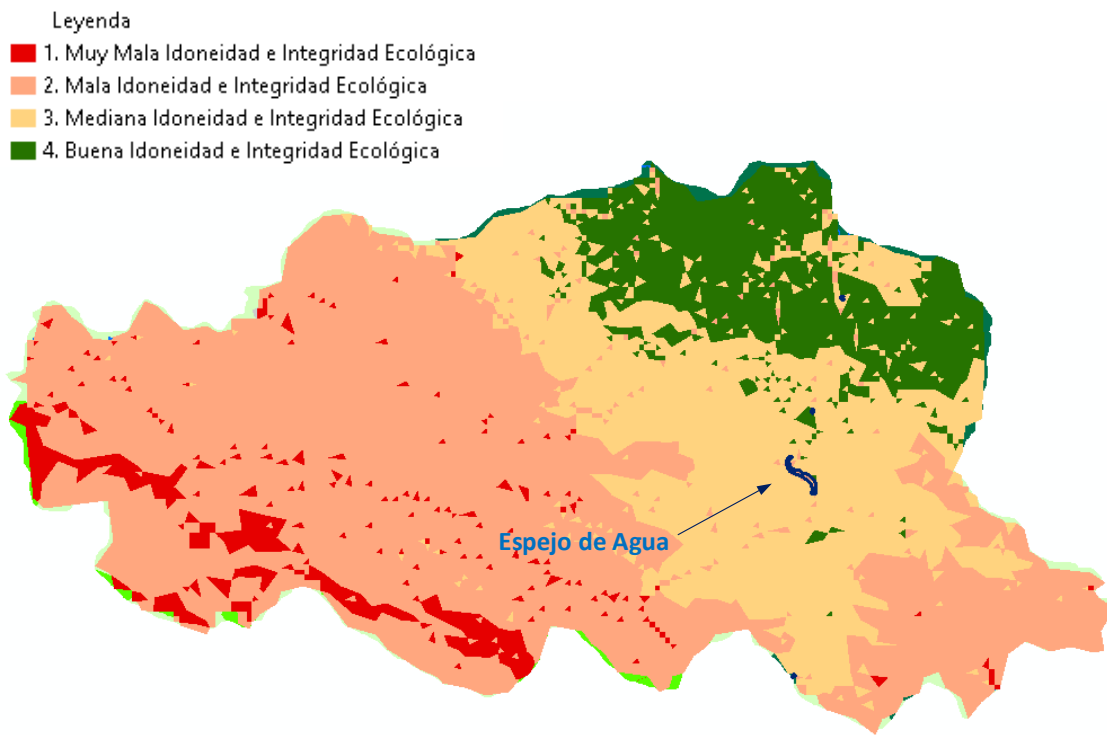 Leyenda
1. Muy Mala Idoneidad e Integridad Ecológica
2. Mala Idoneidad e Integridad Ecológica
3. Mediana Idoneidad e Integridad Ecológica
4. Buena Idoneidad e Integridad Ecológica
Espejo de Agua